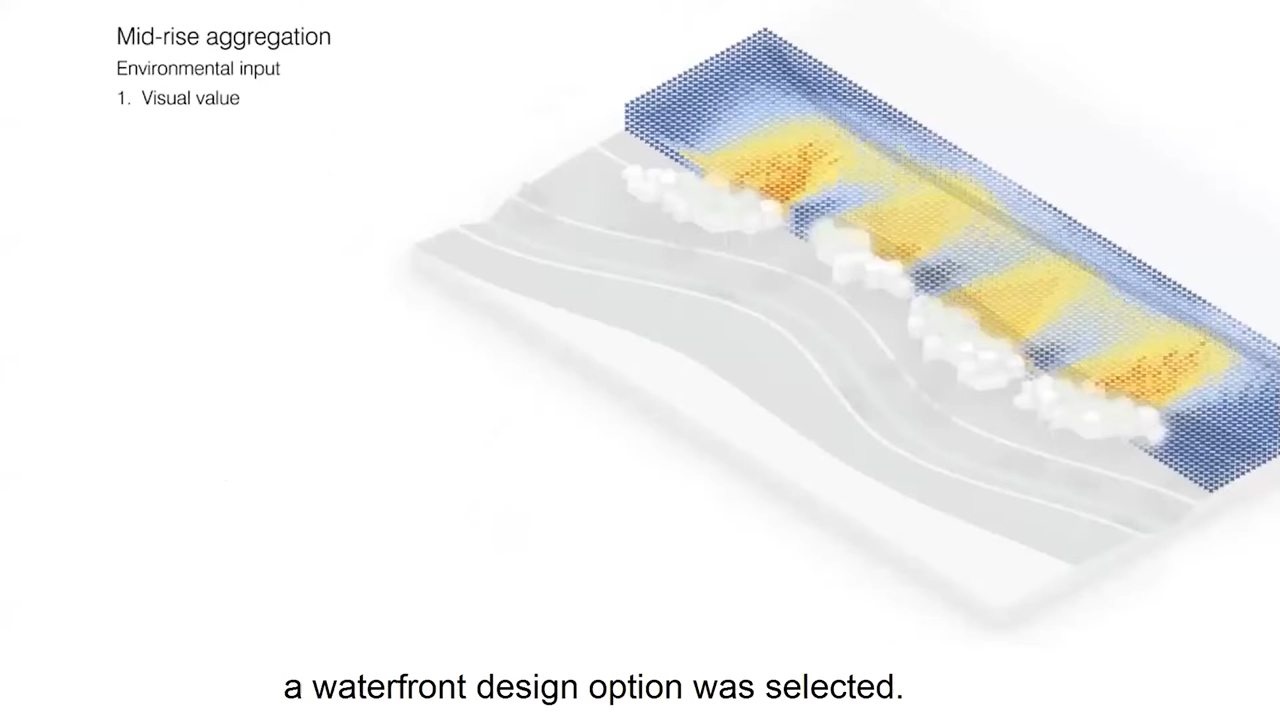 Mid-rise aggregation
Environmental input
1. Visual value
a waterfront design option was selected.